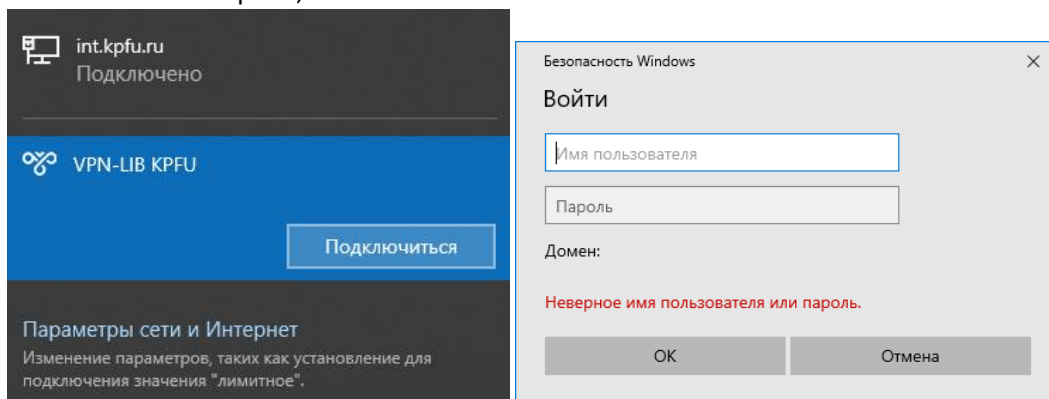 int.kpfu.ru
Подключено
VPN-LIB KPFU
Подключиться
Параметры сети и Интернет
Изменение параметров, таких как установление для
подключения значения "лимитное".
Безопасность Windows
Войти
Имя пользователя
Пароль
Домен:
Неверное имя пользователя или пароль.
ОК
Отмена